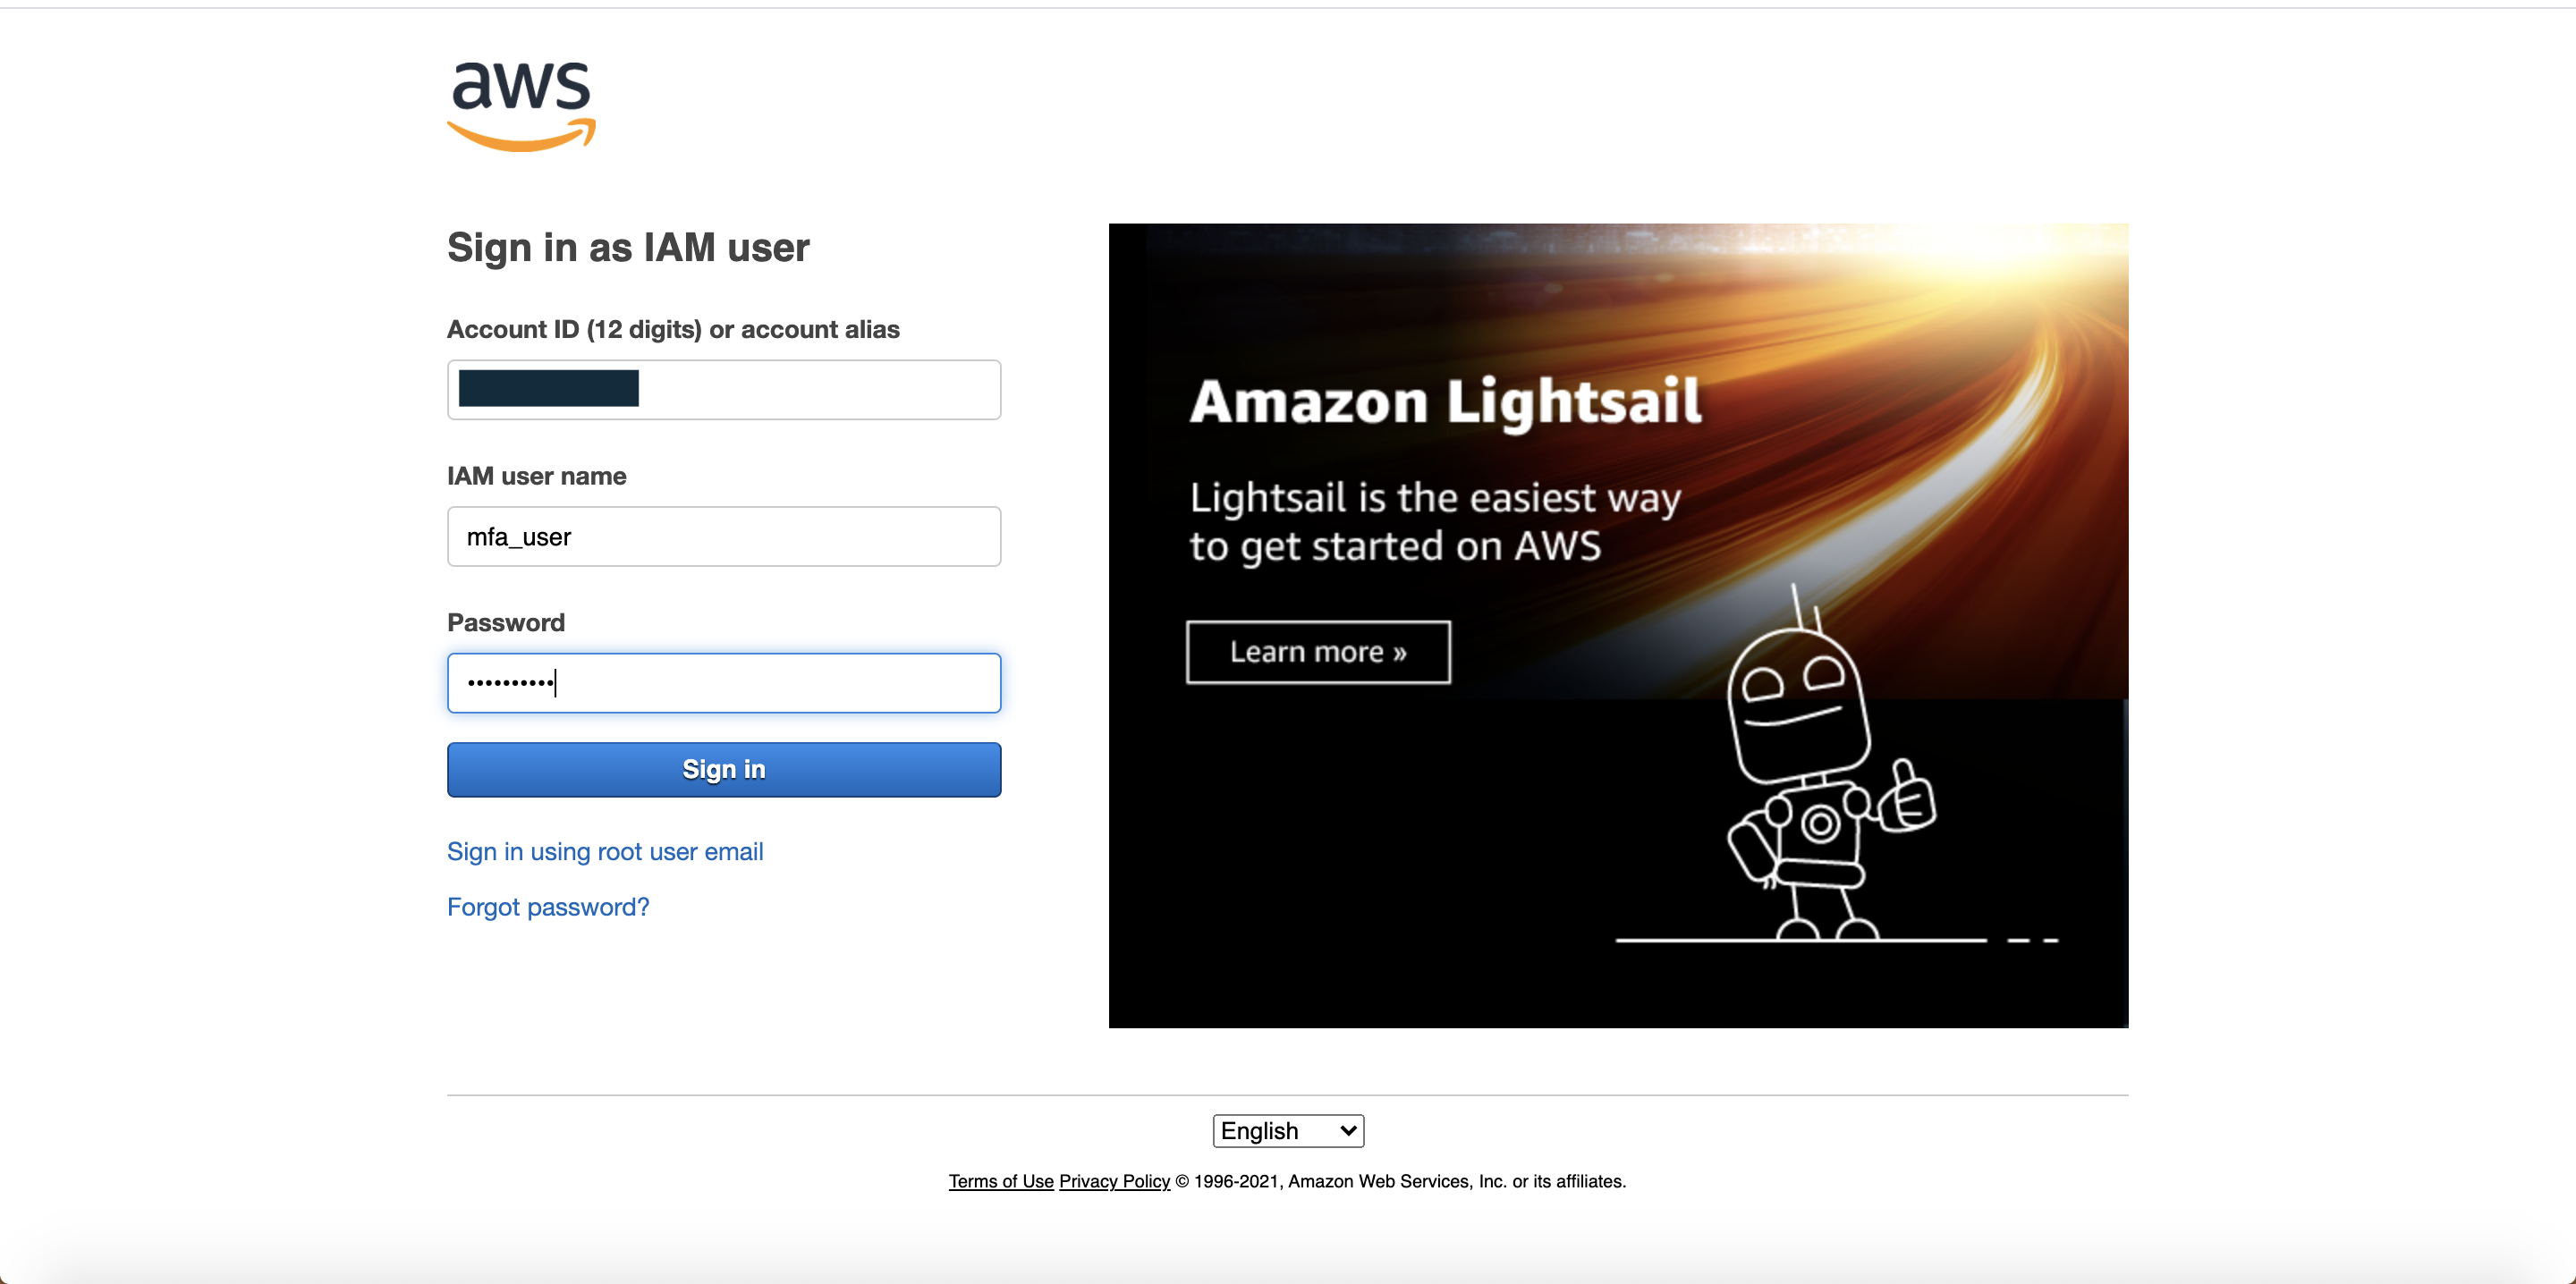 aws
Sign in as IAM user
Account ID (12 digits) or account alias
IAM user name
mfa_user
Password
••••••••••
Sign in
Sign in using root user email
Forgot password?
Amazon Lightsail
Lightsail is the easiest way
to get started on AWS
Learn more »
English
Terms of Use Privacy Policy © 1996-2021, Amazon Web Services, Inc. or its affiliates.